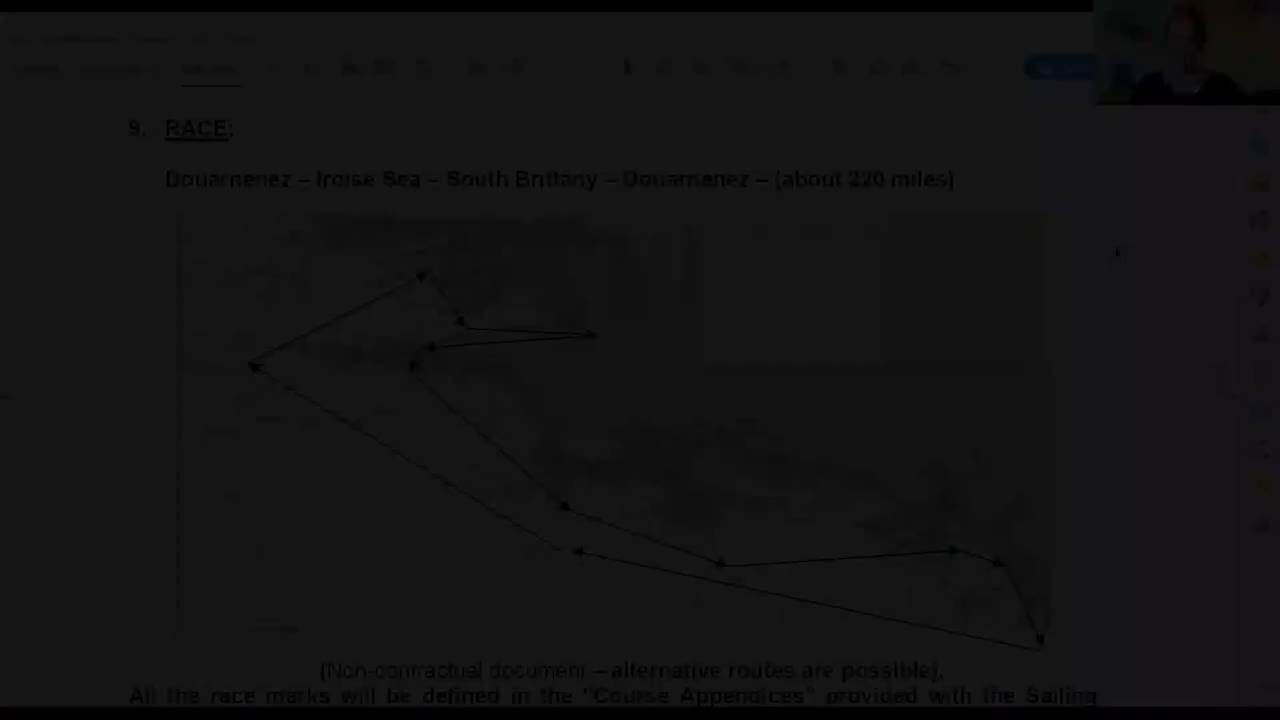 9. RACE:
Douarnenez – Iroise Sea – South Brittany – Douarnenez – (about 220 miles)
(Non-contractual document – alternative routes are possible).
All the race marks will be defined in the "Course Appendices" provided with the Sailing